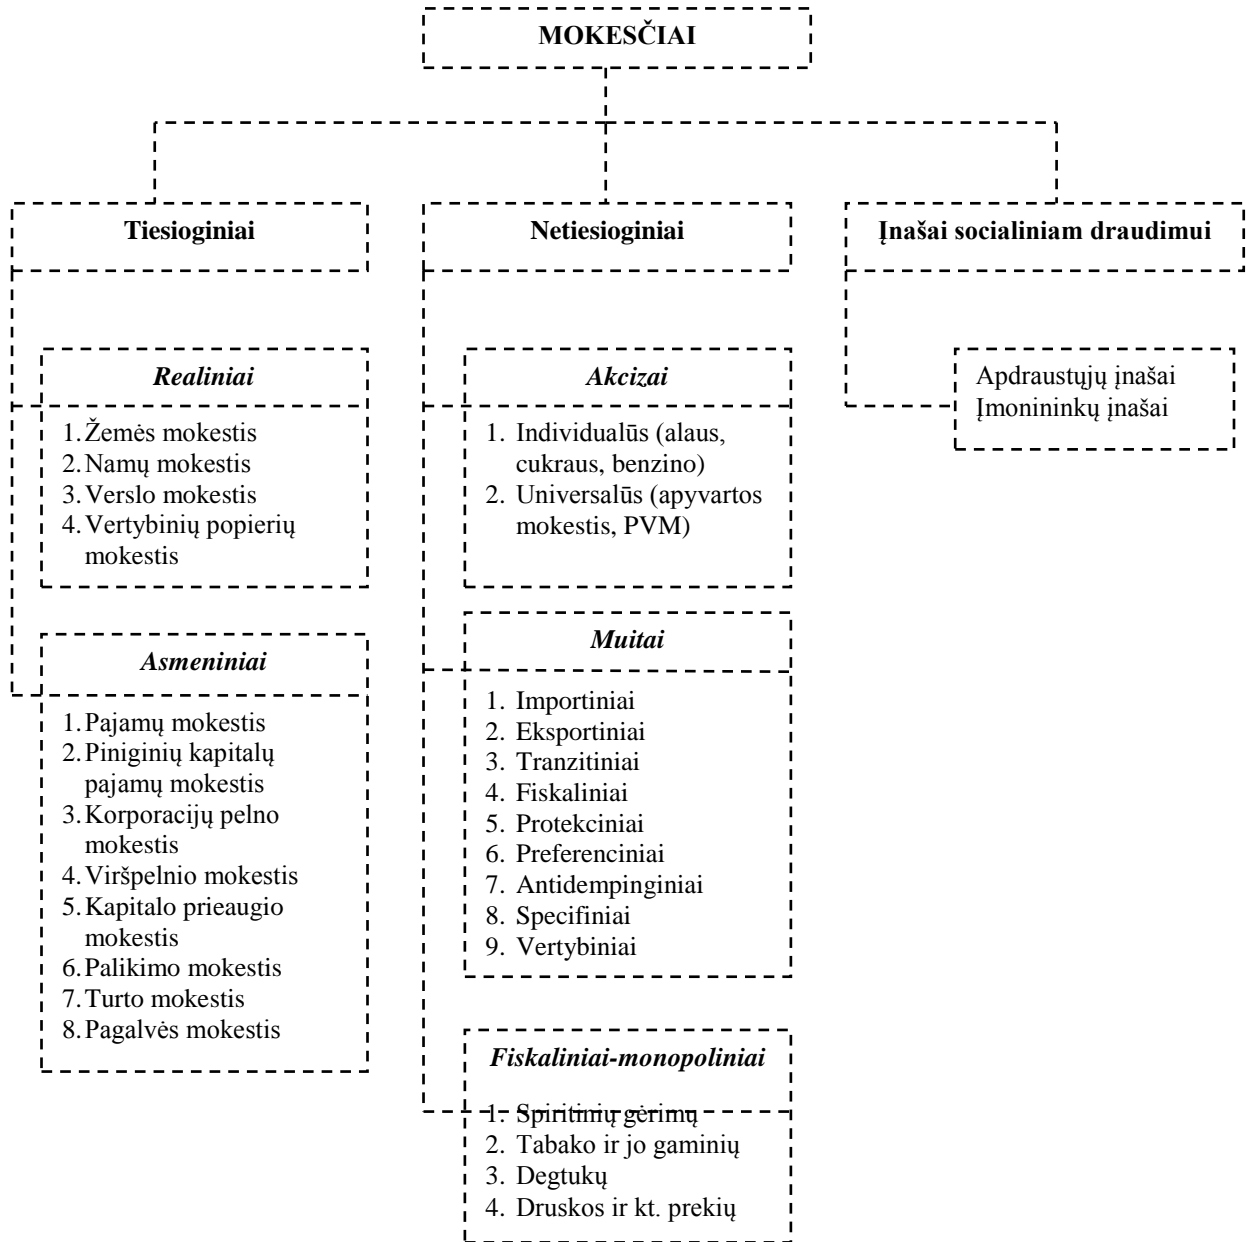 MOKESČIAI
Tiesioginiai
Netiesioginiai
Įnašai socialiniam draudimui
Realiniai
1. Žemės mokestis
2. Namų mokestis
3. Verslo mokestis
4. Vertybinių popierių
mokestis
Asmeniniai
1. Pajamų mokestis
2. Piniginių kapitalų
pajamų mokestis
3. Korporacijų pelno
mokestis
4. Viršpelnio mokestis
5. Kapitalo prieaugio
mokestis
6. Palikimo mokestis
7. Turto mokestis
8. Pagalvės mokestis
Akcizai
1. Individualūs (alaus,
cukraus, benzino)
2. Universalūs (apyvartos
mokestis, PVM)
Muitai
1. Importiniai
2. Eksportiniai
3. Tranzitiniai
4. Fiskaliniai
5. Protekciniai
6. Preferenciniai
7. Antidempinginiai
8. Specifiniai
9. Vertybiniai
Fiskaliniai-monopoliniai
1. Spiritinių gėrimų
2. Tabako ir jo gaminių
3. Degtukų
4. Druskos ir kt. prekių
Apdraustųjų įnašai
Įmonininkų įnašai